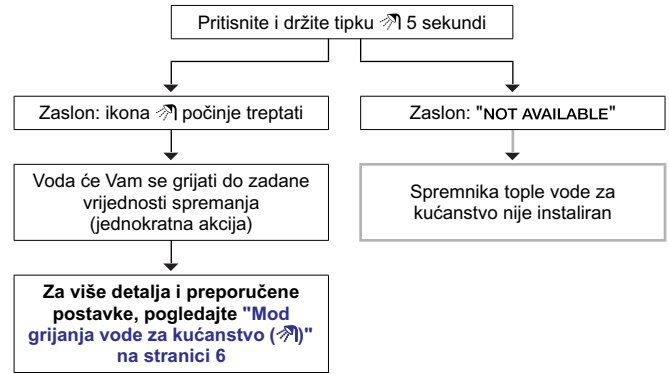 Pritisnite i držite tipku 5 sekundi
Zaslon: ikona počinje treptati
Zaslon: "NOT AVAILABLE"
Voda će Vam se grijati do zadane
vrijednosti spremanja
(jednokratna akcija)
Spremnika tople vode za
kućanstvo nije instaliran
Za više detalja i preporučene
postavke, pogledajte "Mod
grijanja vode za kućanstvo ()"
na stranici 6